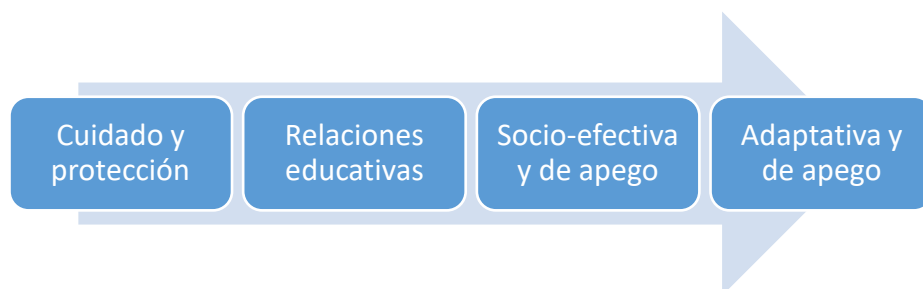 Cuidado y
protección
Relaciones
educativas
Socio-efectiva
y de apego
Adaptativa y
de apego